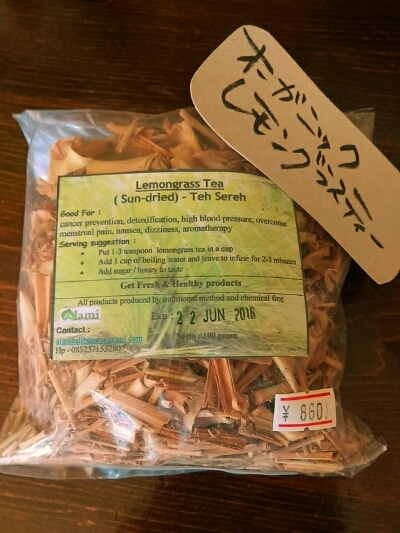 オーガニック
レモングラスティー
Lemongrass Tea
( Sun-dried) - Teh Sereh
Good For :
cancer prevention, detoxification, high blood pressure, overcome
menstrual pain, nausea, dizziness, aromatherapy
Serving suggestion :
• Put 1-3 teaspoon lemongrass tea in a cup
• Add 1 cup of boiling water and leave to infuse for 2-3 minutes
• Add sugar / honey to taste
Get Fresh & Healthy products
All products produced by traditional method and chemical free
Alami
Exp : 22 JUN 2016
Contact :
Netto : 100 grams
Hp - 085237153280
¥ 860